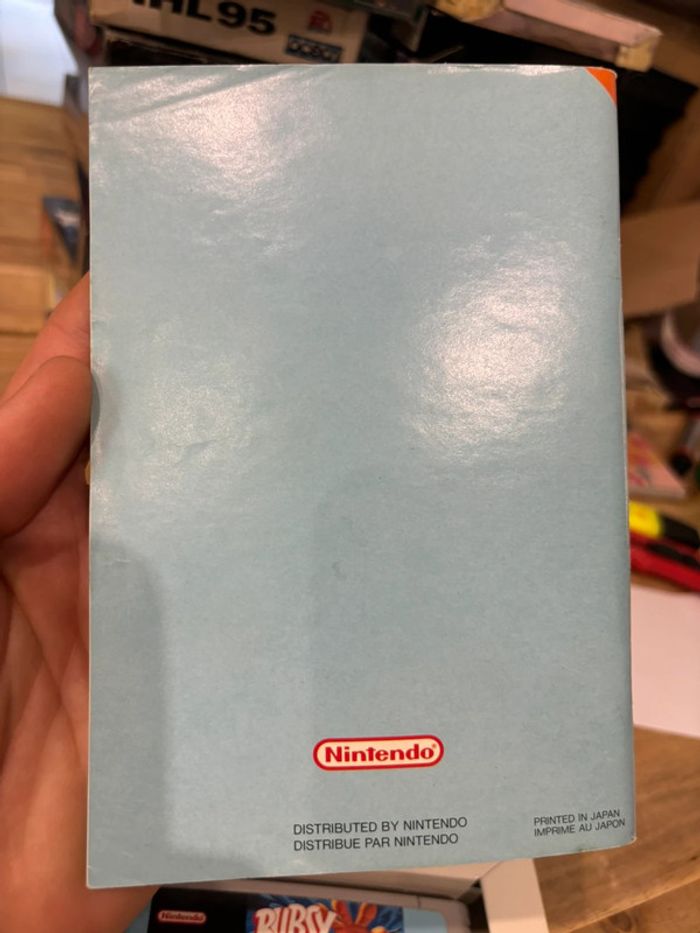 HL95
Nintendo
DISTRIBUTED BY NINTENDO
DISTRIBUE PAR NINTENDO
PRINTED IN JAPAN
IMPRIME AU JAPON
Nintendo
BUBSY